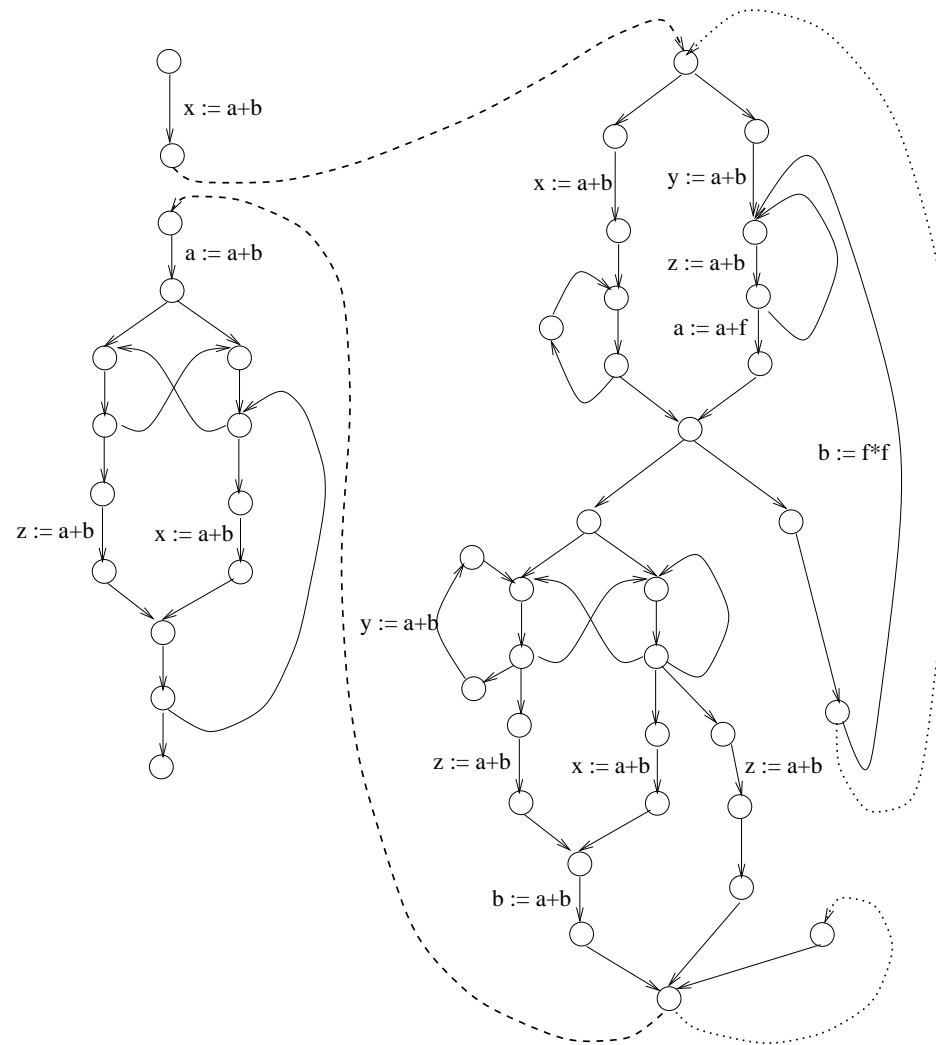 x := a+b
a := a+b
z := a+b
x := a+b
x := a+b
y := a+b
z := a+b
a := a+f
b := f*f
y := a+b
z := a+b
x := a+b
z := a+b
b := a+b